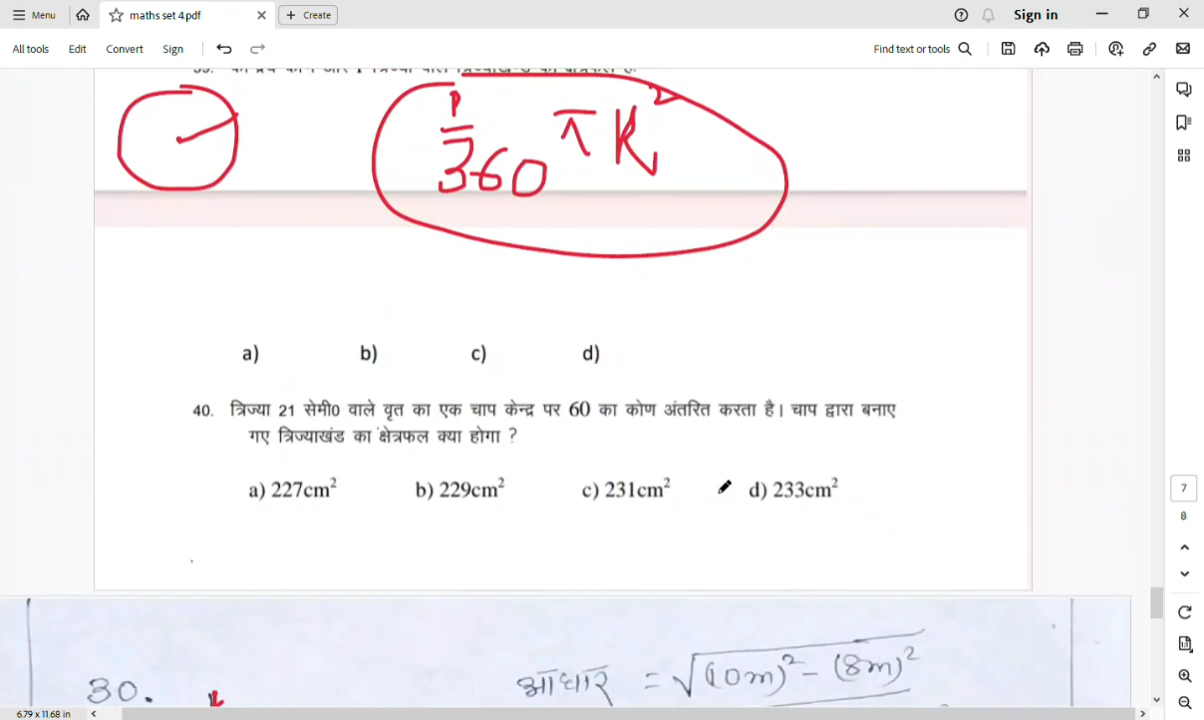 Menu
maths set 4.pdf
Create
Sign in
All tools Edit Convert Sign
Find text or tools
P/360 π R²
a) b) c) d)
40. त्रिज्या 21 सेमी0 वाले वृत का एक चाप केन्द्र पर 60 का कोण अंतरित करता है। चाप द्वारा बनाए
गए त्रिज्याखंड का क्षेत्रफल क्या होगा ?
a) 227cm² b) 229cm² c) 231cm² d) 233cm²
7
8
30. आधार = √(10m)² – (8m)²
6.79 x 11.68 in